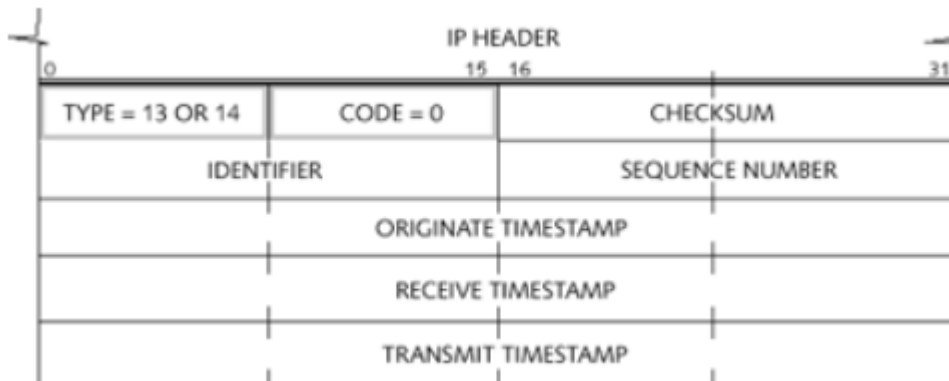 IP HEADER
0 15 16 31
TYPE = 13 OR 14 CODE = 0 CHECKSUM
IDENTIFIER SEQUENCE NUMBER
ORIGINATE TIMESTAMP
RECEIVE TIMESTAMP
TRANSMIT TIMESTAMP